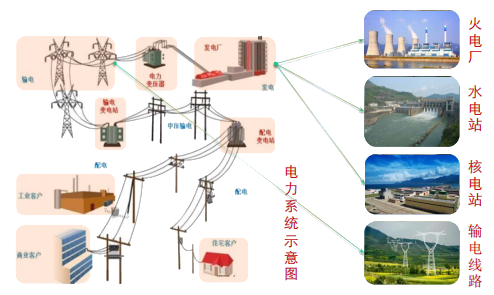 输电
电力
变压器
发电厂
发电
输电
变电站
中压输电
配电
变电站
配电
配电
工业客户
商业客户
住宅客户
电力系统示意图
火电厂
水电站
核电站
输电线路